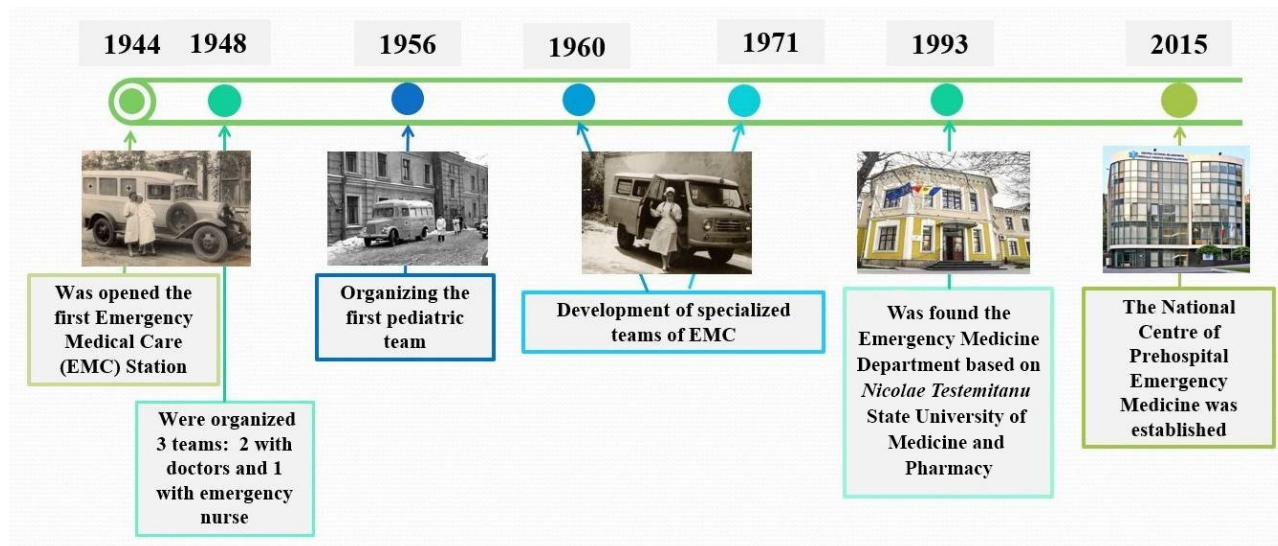 1944
1948
1956
1960
1971
1993
2015
Was opened the
first Emergency
Medical Care
(EMC) Station
Were organized
3 teams: 2 with
doctors and 1
with emergency
nurse
Organizing the
first pediatric
team
Development of specialized
teams of EMC
Was found the
Emergency Medicine
Department based on
Nicolae Testemitanu
State University of
Medicine and
Pharmacy
The National
Centre of
Prehospital
Emergency
Medicine was
established